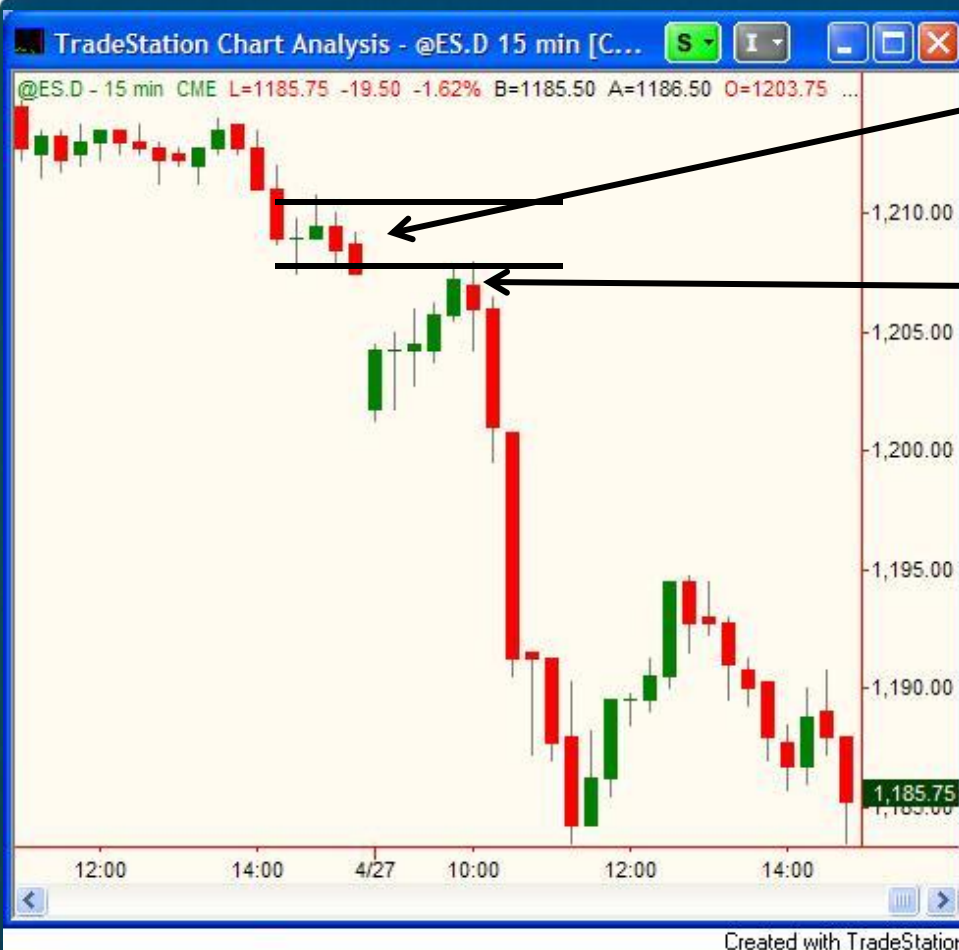 TradeStation Chart Analysis - @ES.D 15 min [C...
S
I
@ES.D - 15 min CME L=1185.75 -19.50 -1.62% B=1185.50 A=1186.50 O=1203.75 ...
1,210.00
1,205.00
1,200.00
1,195.00
1,190.00
1,185.75
12:00 14:00 4/27 10:00 12:00 14:00
Created with TradeStation